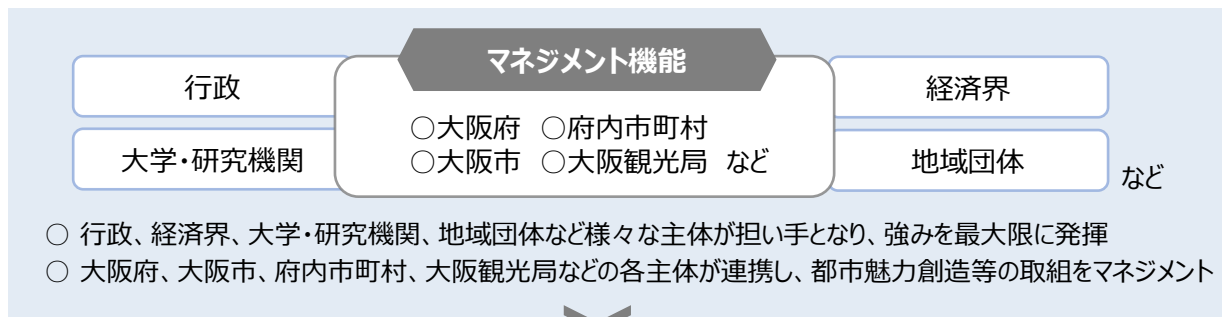 マネジメント機能
行政
経済界
○大阪府 ○府内市町村
大学・研究機関
○大阪市 ○大阪観光局 など
地域団体
など
○ 行政、経済界、大学・研究機関、地域団体など様々な主体が担い手となり、強みを最大限に発揮
○ 大阪府、大阪市、府内市町村、大阪観光局などの各主体が連携し、都市魅力創造等の取組をマネジメント